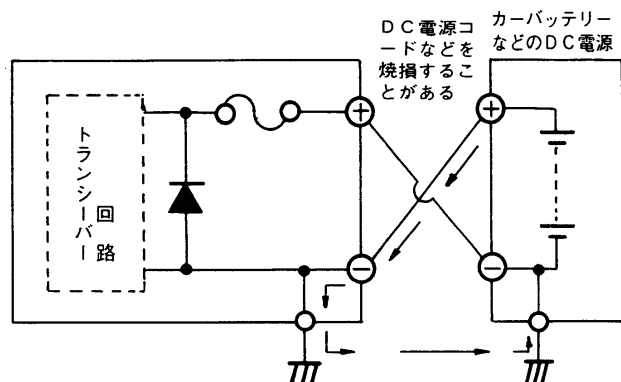 DC電源コ
ードなどを
焼損するこ
とがある
カーバッテリー
などのDC電源
トランシーバー
回路
+
−
+
−